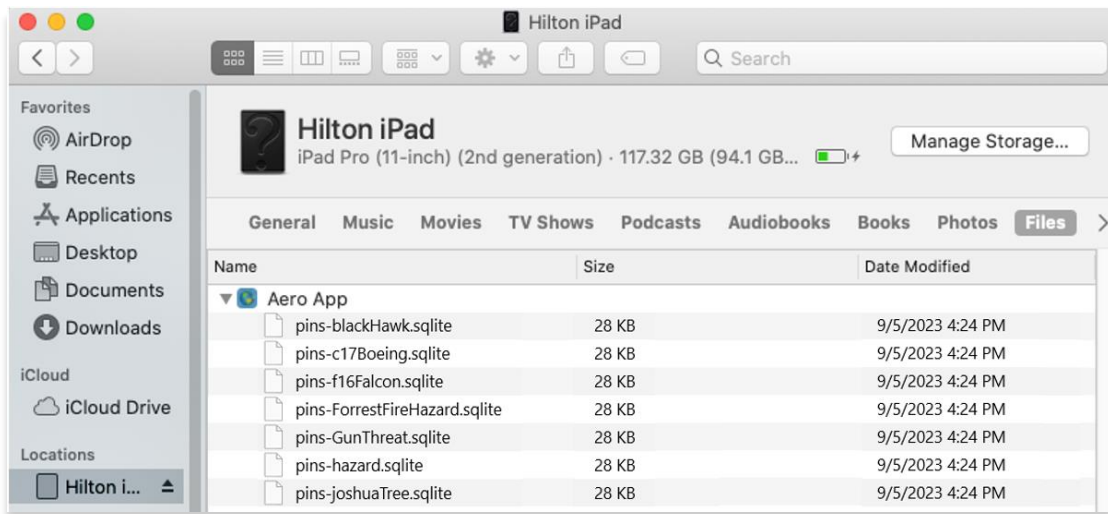 Hilton iPad
Search
Favorites
AirDrop
Recents
Applications
Desktop
Documents
Downloads
iCloud
iCloud Drive
Locations
Hilton i...
Hilton iPad
iPad Pro (11-inch) (2nd generation) · 117.32 GB (94.1 GB...
Manage Storage...
General Music Movies TV Shows Podcasts Audiobooks Books Photos Files
Name Size Date Modified
Aero App
pins-blackHawk.sqlite 28 KB 9/5/2023 4:24 PM
pins-c17Boeing.sqlite 28 KB 9/5/2023 4:24 PM
pins-f16Falcon.sqlite 28 KB 9/5/2023 4:24 PM
pins-ForrestFireHazard.sqlite 28 KB 9/5/2023 4:24 PM
pins-GunThreat.sqlite 28 KB 9/5/2023 4:24 PM
pins-hazard.sqlite 28 KB 9/5/2023 4:24 PM
pins-joshuaTree.sqlite 28 KB 9/5/2023 4:24 PM